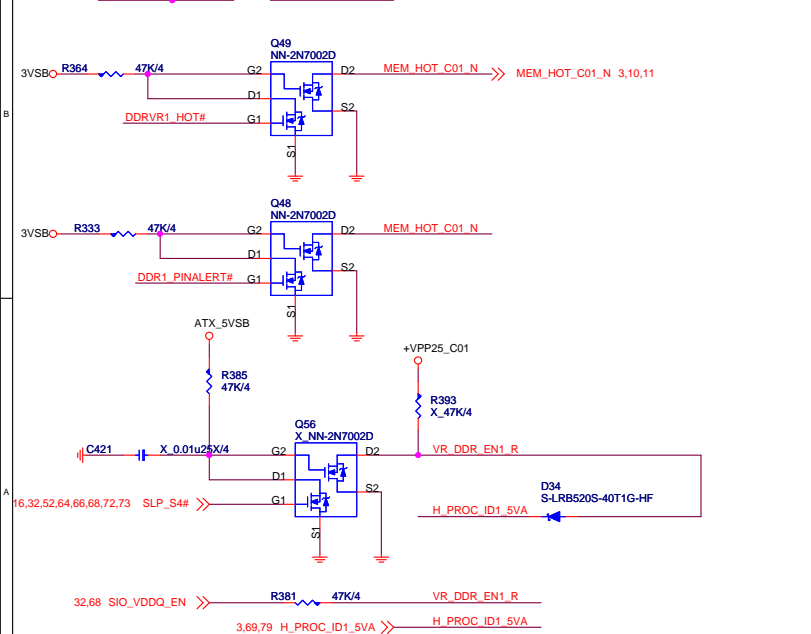 Q49
NN-2N7002D
3VSB R364 47K/4 G2 D2 MEM_HOT_C01_N MEM_HOT_C01_N 3,10,11
D1
S2
B
DDRVR1_HOT# G1
S1
Q48
NN-2N7002D
3VSB R333 47K/4 G2 D2 MEM_HOT_C01_N
D1
S2
DDR1_PINALERT# G1
S1
ATX_5VSB
+VPP25_C01
R385
47K/4
R393
X_47K/4
Q56
X_NN-2N7002D
C421 X_0.01u25X/4 G2 D2 VR_DDR_EN1_R
D1
S2
D34
S-LRB520S-40T1G-HF
A
16,32,52,64,66,68,72,73 SLP_S4# G1
H_PROC_ID1_5VA
S1
32,68 SIO_VDDQ_EN R381 47K/4 VR_DDR_EN1_R
3,69,79 H_PROC_ID1_5VA H_PROC_ID1_5VA